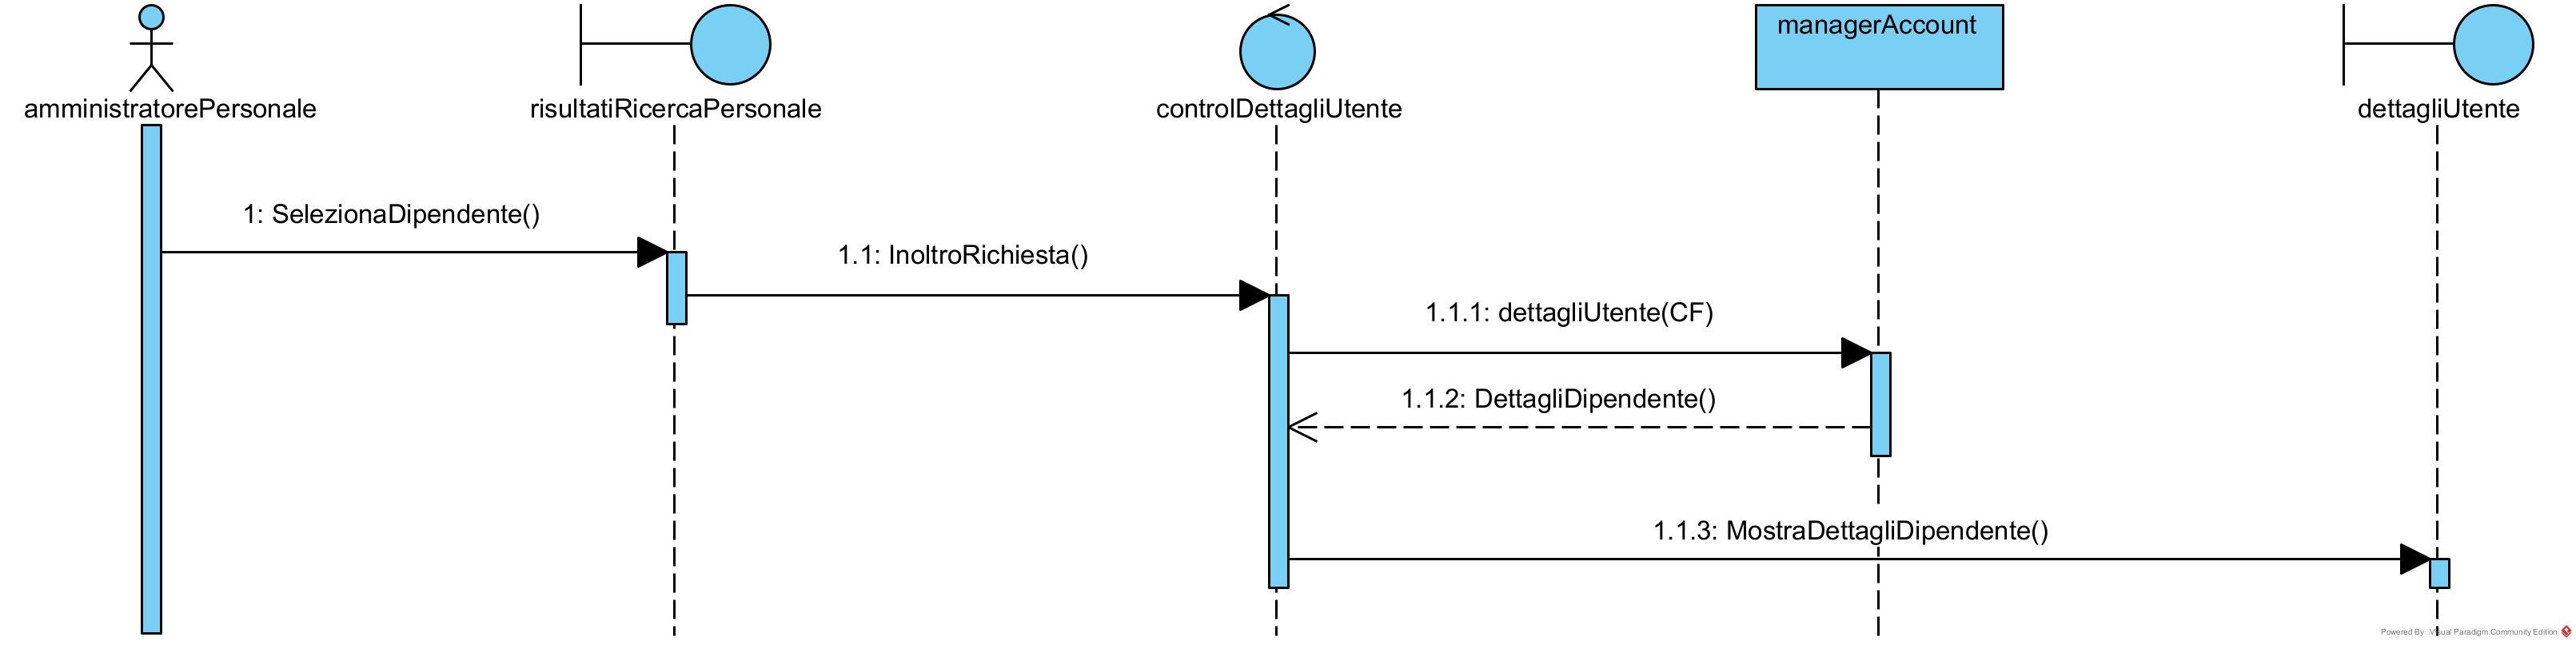 managerAccount
amministratorePersonale
risultatiRicercaPersonale
controlDettagliUtente
dettagliUtente
1: SelezionaDipendente()
1.1: InoltroRichiesta()
1.1.1: dettagliUtente(CF)
1.1.2: DettagliDipendente()
1.1.3: MostraDettagliDipendente()
Powered By Visual Paradigm Community Edition